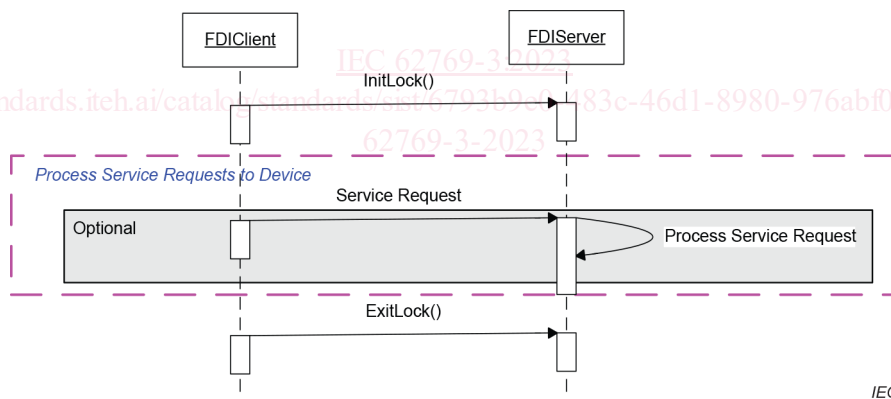 FDIClient
FDIServer
IEC 62769-3:2023
InitLock()
62769-3-2023
Process Service Requests to Device
Service Request
Optional
Process Service Request
ExitLock()
IEC